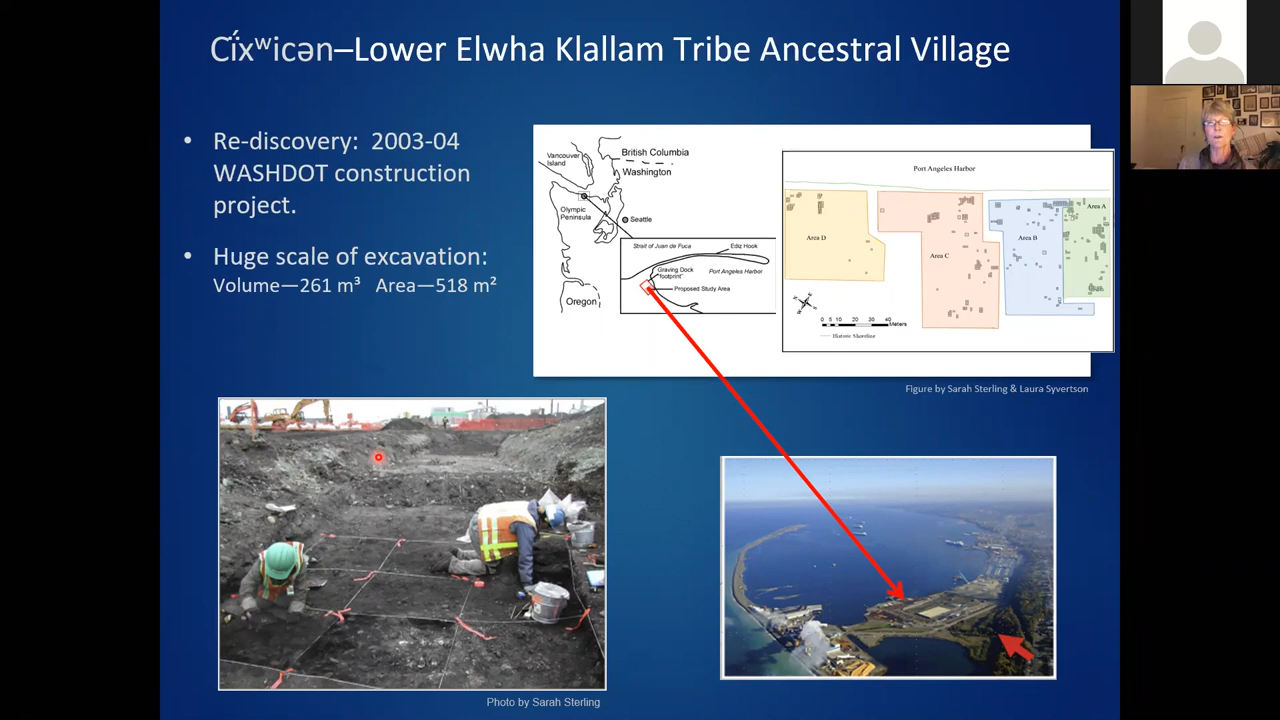 Číxʷicən–Lower Elwha Klallam Tribe Ancestral Village
• Re-discovery: 2003-04
WASHDOT construction
project.
• Huge scale of excavation:
Volume—261 m³ Area—518 m²
Vancouver
Island
British Columbia
Washington
Olympic
Peninsula
Seattle
Oregon
Strait of Juan de Fuca
Ediz Hook
Graving Dock
"footprint"
Port Angeles Harbor
Proposed Study Area
Port Angeles Harbor
Area A
Area B
Area C
Area D
0 5 10 20 30 40
Meters
Historic Shoreline
Figure by Sarah Sterling & Laura Syvertson
Photo by Sarah Sterling